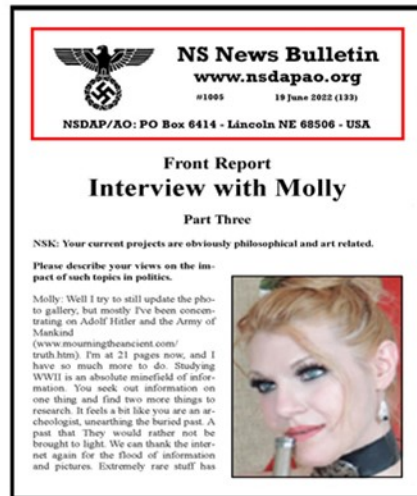 NS News Bulletin
www.nsdapao.org
#1005 19 June 2022 (133)
NSDAP/AO: PO Box 6414 - Lincoln NE 68506 - USA
Front Report
Interview with Molly
Part Three
NSK: Your current projects are obviously philosophical and art related.
Please describe your views on the im-
pact of such topics in politics.
Molly: Well I try to still update the pho-
to gallery, but mostly I've been concen-
trating on Adolf Hitler and the Army of
Mankind
(www.mourningtheancient.com/
truth.htm). I'm at 21 pages now, and I
have so much more to do. Studying
WWII is an absolute minefield of infor-
mation. You seek out information on
one thing and find two more things to
research. It feels a bit like you are an ar-
cheologist, unearthing the buried past. A
past that They would rather not be
brought to light. We can thank the inter-
net again for the flood of information
and pictures. Extremely rare stuff has